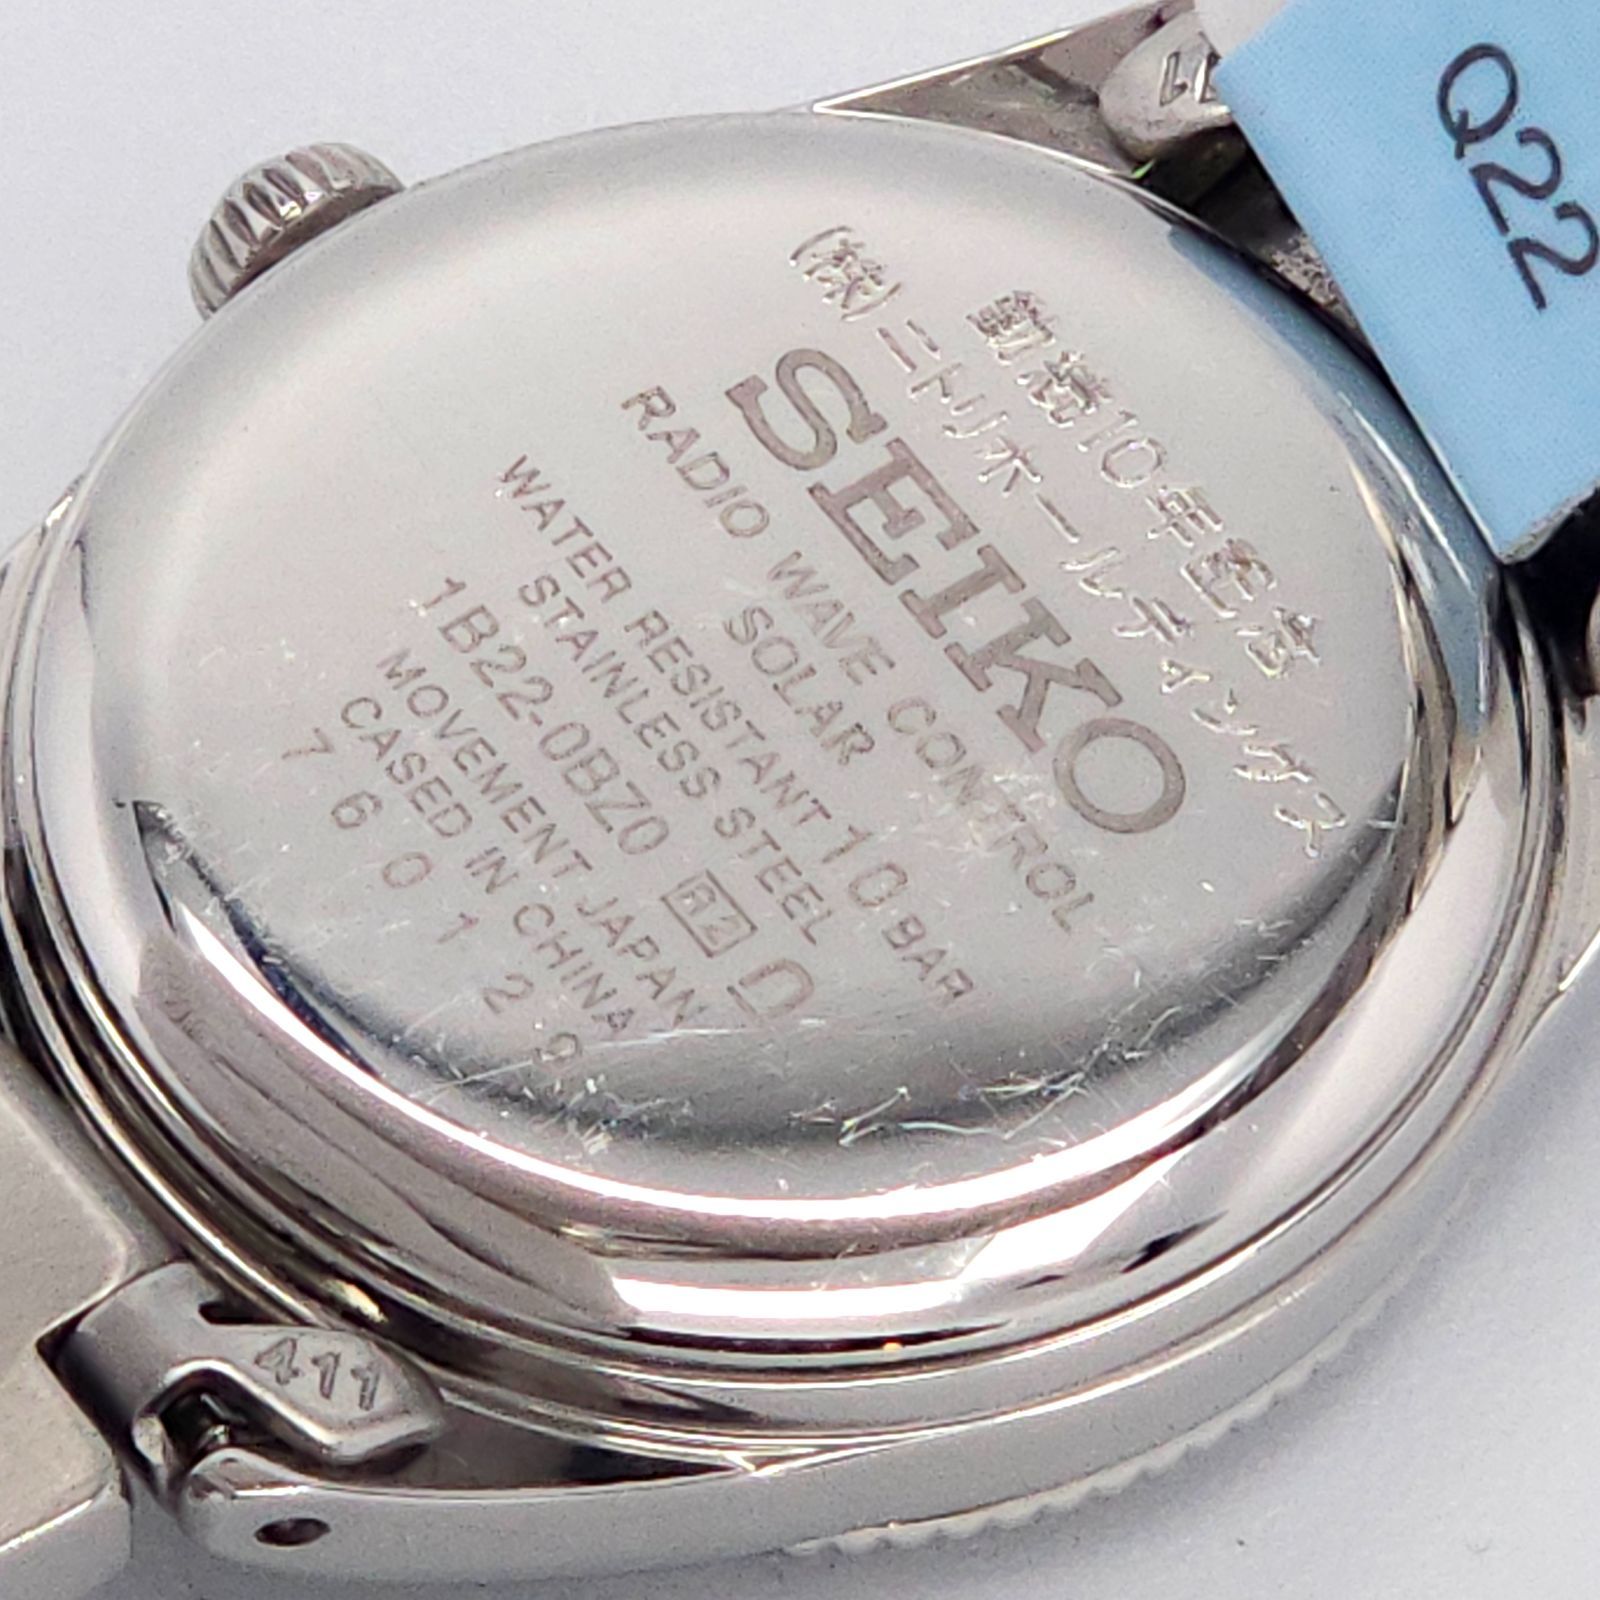 勤続10年記念
(株)ニトリホールディングス
SEIKO
RADIO WAVE CONTROL
SOLAR
WATER RESISTANT 10 BAR
STAINLESS STEEL
1B22-0BZ0 R2 D
MOVEMENT JAPAN
CASED IN CHINA
760129
411
Q22